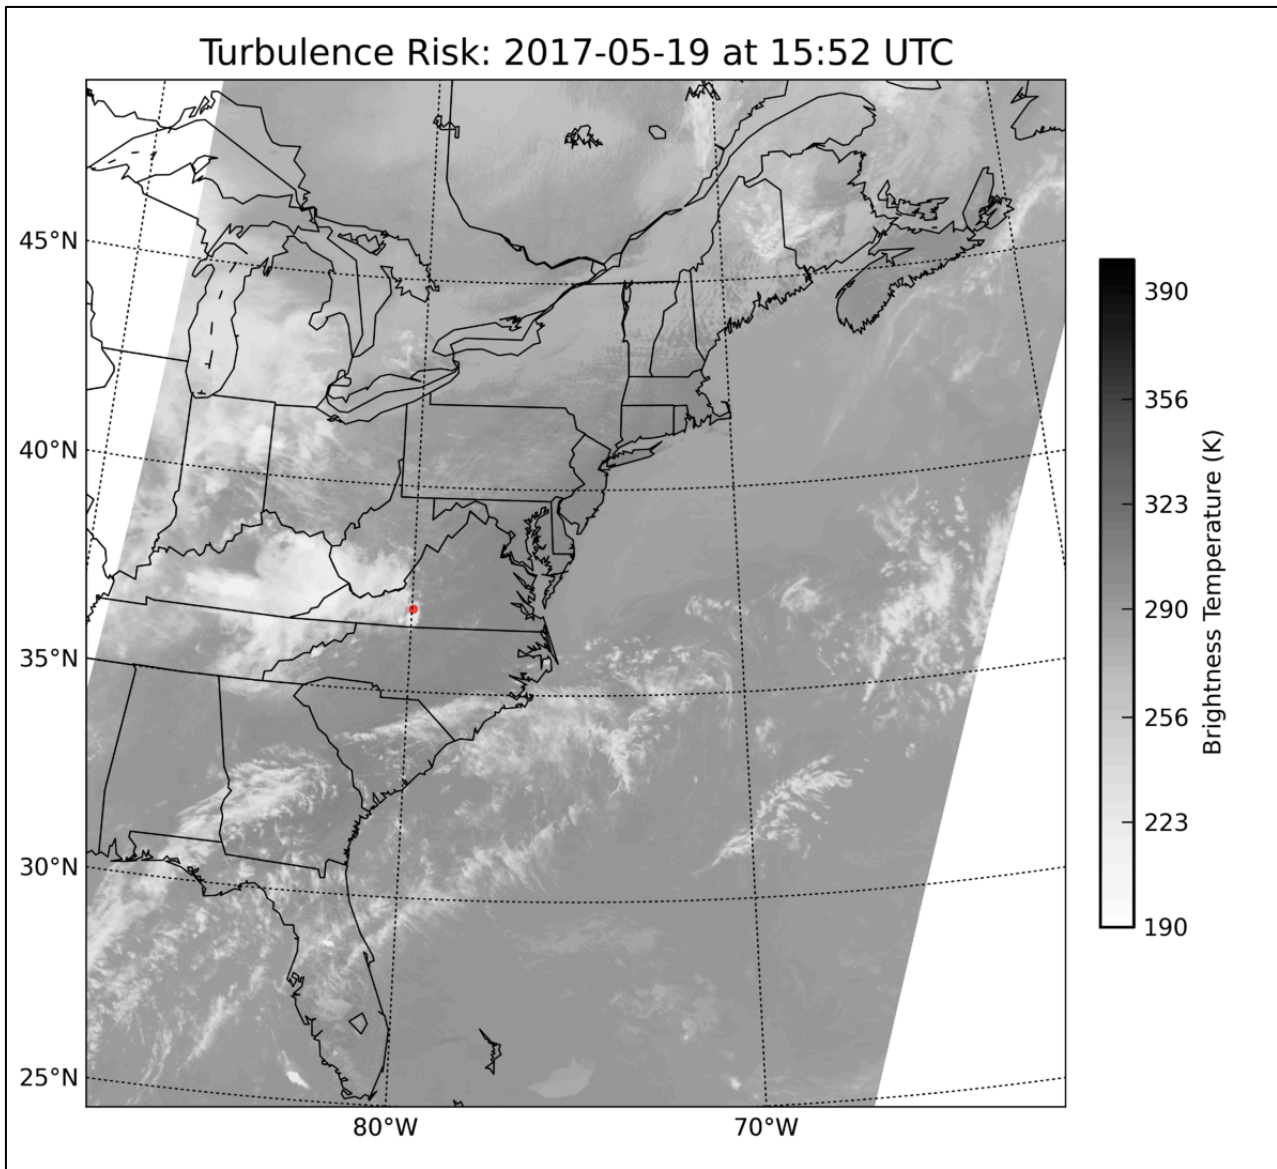 Turbulence Risk: 2017-05-19 at 15:52 UTC
45°N
40°N
35°N
30°N
25°N
80°W
70°W
390
356
323
290
256
223
190
Brightness Temperature (K)